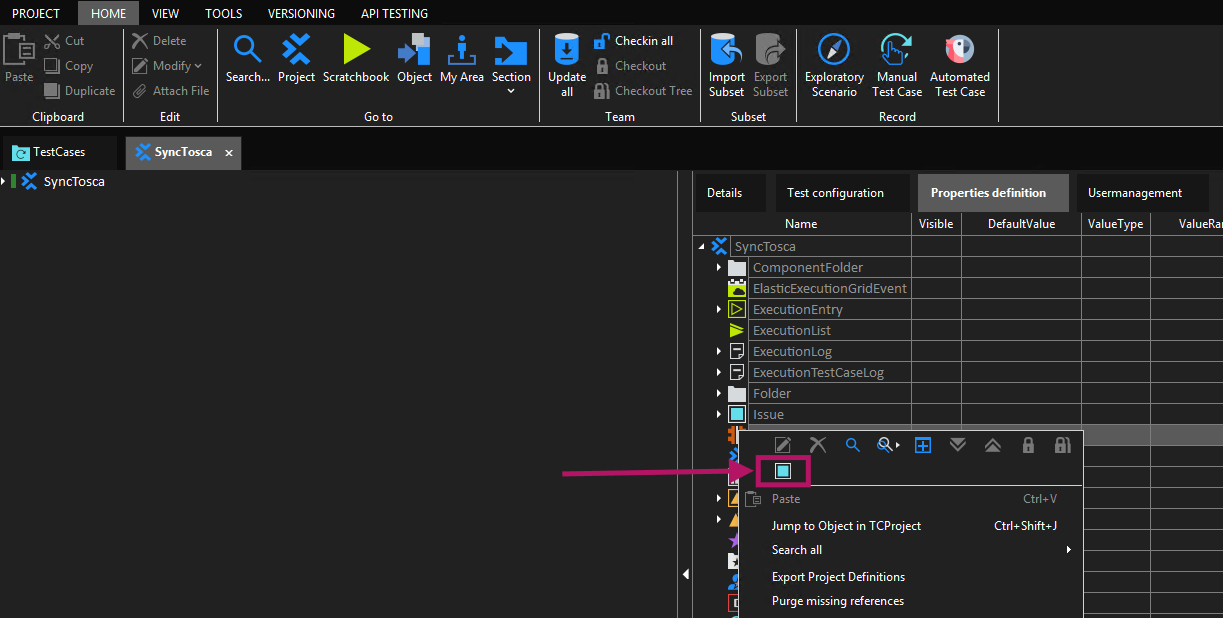 PROJECT HOME VIEW TOOLS VERSIONING API TESTING
Paste
Cut
Copy
Duplicate
Clipboard
Delete
Modify
Attach File
Edit
Search...
Project
Scratchbook
Object
My Area
Section
Go to
Update
all
Checkin all
Checkout
Checkout Tree
Team
Import
Subset
Export
Subset
Subset
Exploratory
Scenario
Manual
Test Case
Automated
Test Case
Record
TestCases
SyncTosca x
SyncTosca
Details Test configuration Properties definition Usermanagement
Name Visible DefaultValue ValueType ValueRan
SyncTosca
ComponentFolder
ElasticExecutionGridEvent
ExecutionEntry
ExecutionList
ExecutionLog
ExecutionTestCaseLog
Folder
Issue
Paste Ctrl+V
Jump to Object in TCProject Ctrl+Shift+J
Search all
Export Project Definitions
Purge missing references